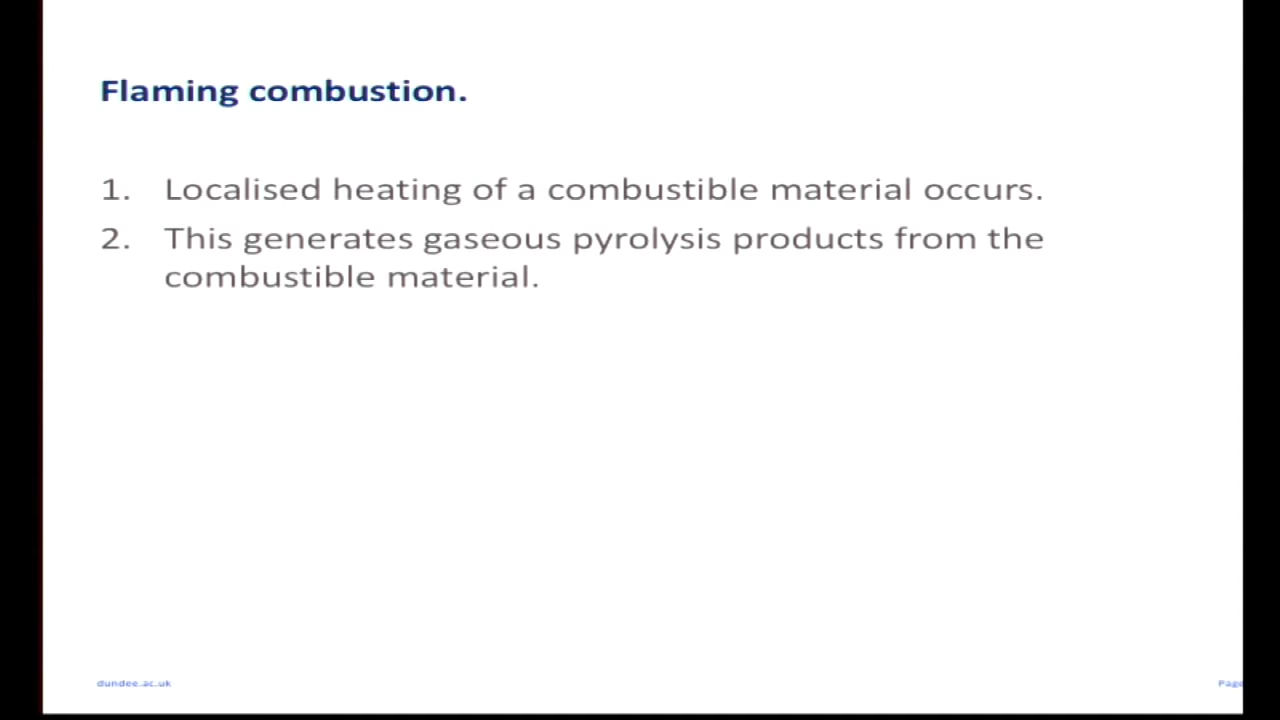 Flaming combustion.
1. Localised heating of a combustible material occurs.
2. This generates gaseous pyrolysis products from the
combustible material.
dundee.ac.uk
Page